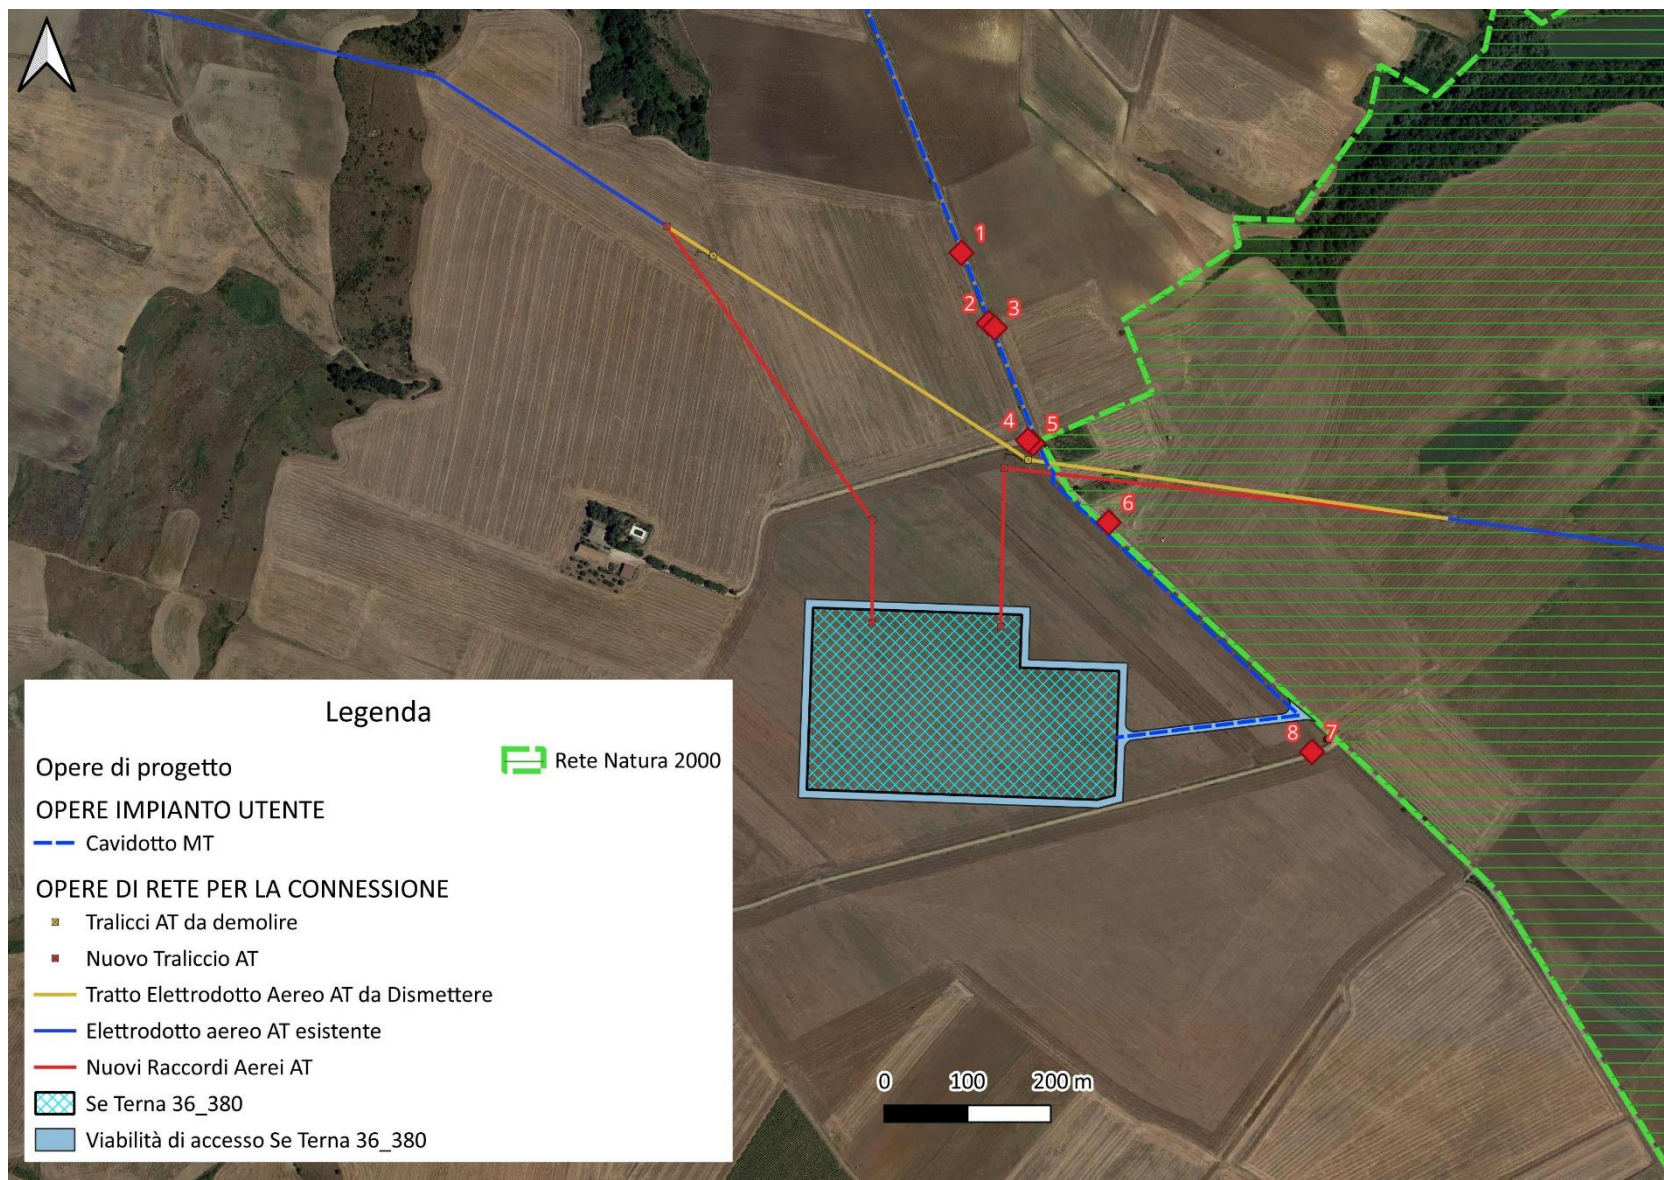 1
2
3
4
5
6
8
7
Legenda
Rete Natura 2000
Opere di progetto
OPERE IMPIANTO UTENTE
Cavidotto MT
OPERE DI RETE PER LA CONNESSIONE
Tralicci AT da demolire
Nuovo Traliccio AT
Tratto Elettrodotto Aereo AT da Dismettere
Elettrodotto aereo AT esistente
Nuovi Raccordi Aerei AT
Se Terna 36_380
Viabilità di accesso Se Terna 36_380
0 100 200 m